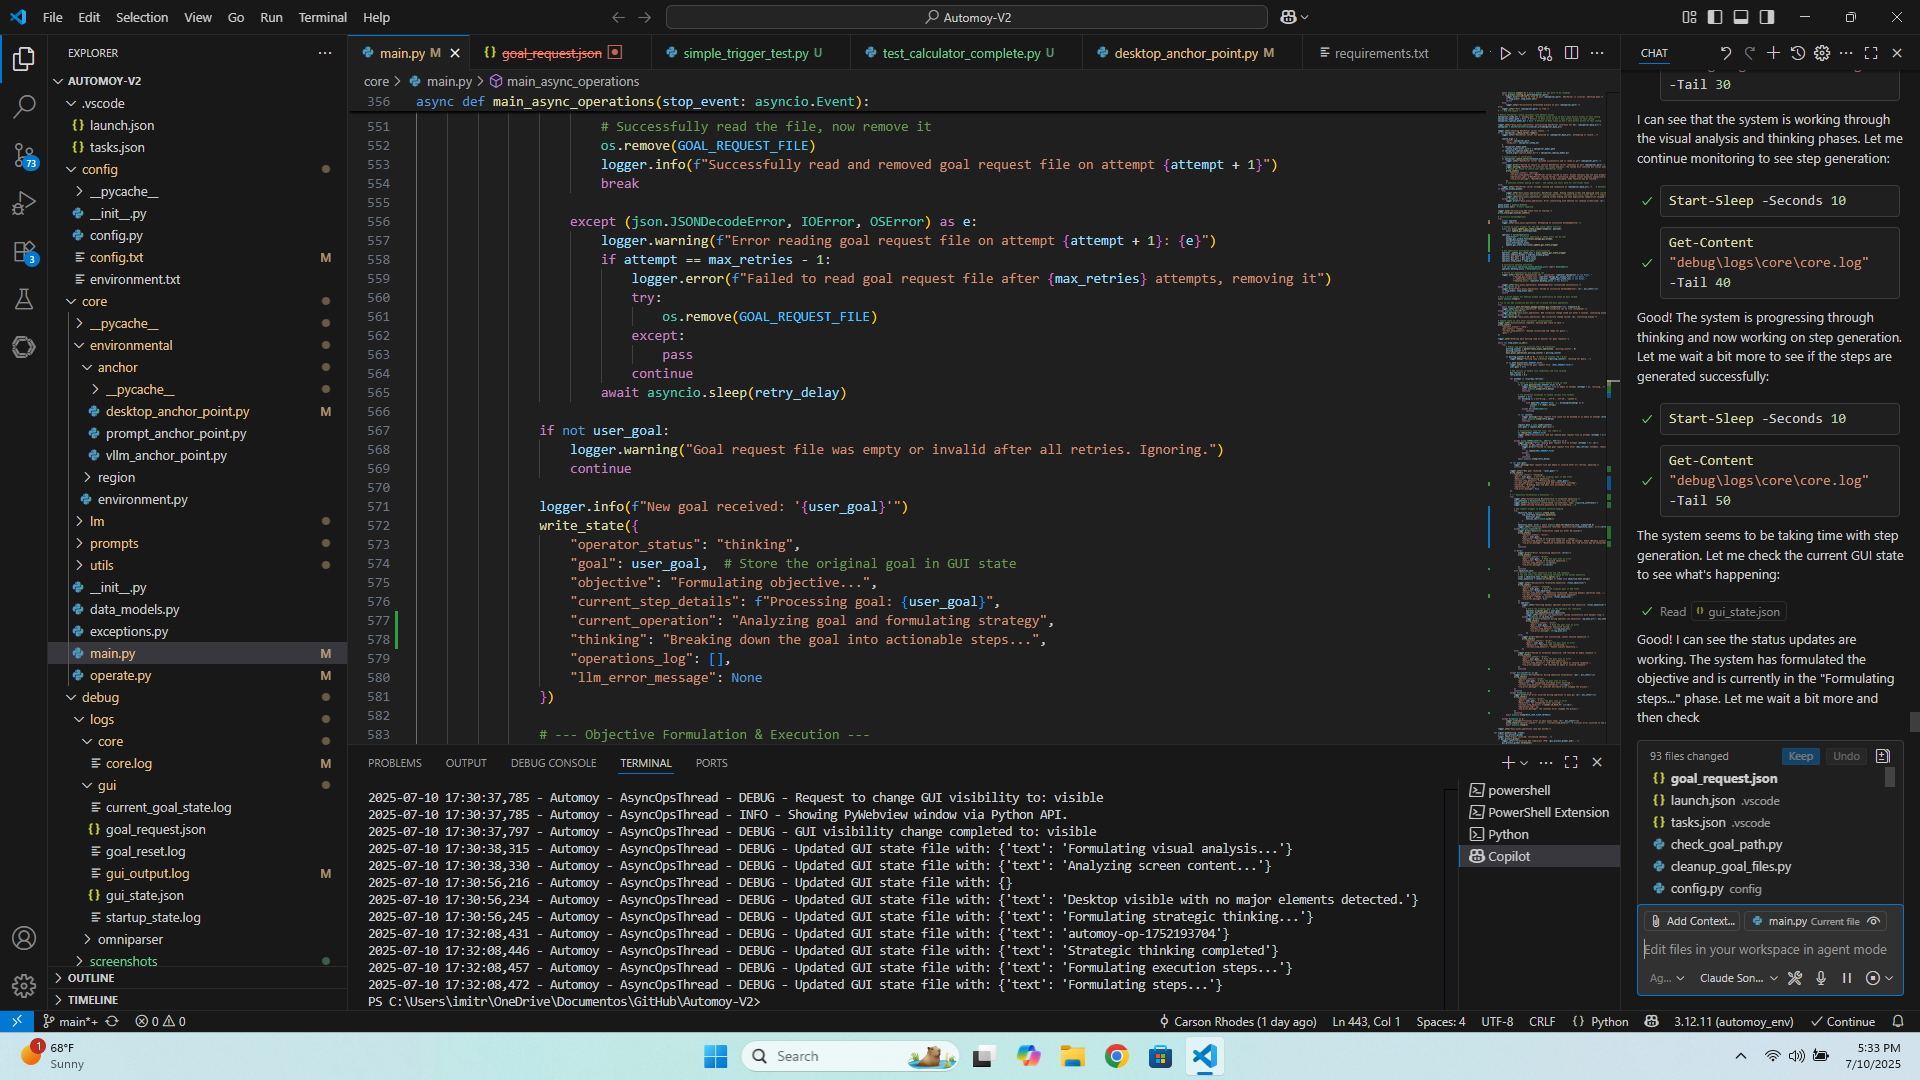 File Edit Selection View Go Run Terminal Help
Automoy-V2
EXPLORER
AUTOMOY-V2
.vscode
launch.json
tasks.json
config
__pycache__
__init__.py
config.py
config.txt M
environment.txt
core
__pycache__
environmental
anchor
__pycache__
desktop_anchor_point.py M
prompt_anchor_point.py
vllm_anchor_point.py
region
environment.py
lm
prompts
utils
__init__.py
data_models.py
exceptions.py
main.py M
operate.py M
debug
logs
core
core.log M
gui
current_goal_state.log
goal_request.json
goal_reset.log
gui_output.log M
gui_state.json
startup_state.log
omniparser
screenshots
OUTLINE
TIMELINE
73
3
main.py M goal_request.json simple_trigger_test.py U test_calculator_complete.py U desktop_anchor_point.py M requirements.txt
core > main.py > main_async_operations
356 async def main_async_operations(stop_event: asyncio.Event):
551 # Successfully read the file, now remove it
552 os.remove(GOAL_REQUEST_FILE)
553 logger.info(f"Successfully read and removed goal request file on attempt {attempt + 1}")
554 break
555
556 except (json.JSONDecodeError, IOError, OSError) as e:
557 logger.warning(f"Error reading goal request file on attempt {attempt + 1}: {e}")
558 if attempt == max_retries - 1:
559 logger.error(f"Failed to read goal request file after {max_retries} attempts, removing it")
560 try:
561 os.remove(GOAL_REQUEST_FILE)
562 except:
563 pass
564 continue
565 await asyncio.sleep(retry_delay)
566
567 if not user_goal:
568 logger.warning("Goal request file was empty or invalid after all retries. Ignoring.")
569 continue
570
571 logger.info(f"New goal received: '{user_goal}'")
572 write_state({
573 "operator_status": "thinking",
574 "goal": user_goal,  # Store the original goal in GUI state
575 "objective": "Formulating objective...",
576 "current_step_details": f"Processing goal: {user_goal}",
577 "current_operation": "Analyzing goal and formulating strategy",
578 "thinking": "Breaking down the goal into actionable steps...",
579 "operations_log": [],
580 "llm_error_message": None
581 })
582
583 # --- Objective Formulation & Execution ---
PROBLEMS OUTPUT DEBUG CONSOLE TERMINAL PORTS
2025-07-10 17:30:37,785 - Automoy - AsyncOpsThread - DEBUG - Request to change GUI visibility to: visible
2025-07-10 17:30:37,785 - Automoy - AsyncOpsThread - INFO - Showing PyWebview window via Python API.
2025-07-10 17:30:37,797 - Automoy - AsyncOpsThread - DEBUG - GUI visibility change completed to: visible
2025-07-10 17:30:38,315 - Automoy - AsyncOpsThread - DEBUG - Updated GUI state file with: {'text': 'Formulating visual analysis...'}
2025-07-10 17:30:38,330 - Automoy - AsyncOpsThread - DEBUG - Updated GUI state file with: {'text': 'Analyzing screen content...'}
2025-07-10 17:30:56,216 - Automoy - AsyncOpsThread - DEBUG - Updated GUI state file with: {}
2025-07-10 17:30:56,234 - Automoy - AsyncOpsThread - DEBUG - Updated GUI state file with: {'text': 'Desktop visible with no major elements detected.'}
2025-07-10 17:30:56,245 - Automoy - AsyncOpsThread - DEBUG - Updated GUI state file with: {'text': 'Formulating strategic thinking...'}
2025-07-10 17:32:08,431 - Automoy - AsyncOpsThread - DEBUG - Updated GUI state file with: {'text': 'automoy-op-1752193704'}
2025-07-10 17:32:08,446 - Automoy - AsyncOpsThread - DEBUG - Updated GUI state file with: {'text': 'Strategic thinking completed'}
2025-07-10 17:32:08,457 - Automoy - AsyncOpsThread - DEBUG - Updated GUI state file with: {'text': 'Formulating execution steps...'}
2025-07-10 17:32:08,472 - Automoy - AsyncOpsThread - DEBUG - Updated GUI state file with: {'text': 'Formulating steps...'}
PS C:\Users\imitr\OneDrive\Documentos\GitHub\Automoy-V2>
powershell
PowerShell Extension
Python
Copilot
CHAT
-Tail 30
I can see that the system is working through
the visual analysis and thinking phases. Let me
continue monitoring to see step generation:
Start-Sleep -Seconds 10
Get-Content
"debug\logs\core\core.log"
-Tail 40
Good! The system is progressing through
thinking and now working on step generation.
Let me wait a bit more to see if the steps are
generated successfully:
Start-Sleep -Seconds 10
Get-Content
"debug\logs\core\core.log"
-Tail 50
The system seems to be taking time with step
generation. Let me check the current GUI state
to see what's happening:
Read gui_state.json
Good! I can see the status updates are
working. The system has formulated the
objective and is currently in the "Formulating
steps..." phase. Let me wait a bit more and
then check
93 files changed Keep Undo
goal_request.json
launch.json .vscode
tasks.json .vscode
check_goal_path.py
cleanup_goal_files.py
config.py config
Add Context... main.py Current file
Edit files in your workspace in agent mode
Ag... Claude Son...
main*+ 0 0
Carson Rhodes (1 day ago) Ln 443, Col 1 Spaces: 4 UTF-8 CRLF Python 3.12.11 (automoy_env) Continue
1
68°F
Sunny
Search
5:33 PM
7/10/2025